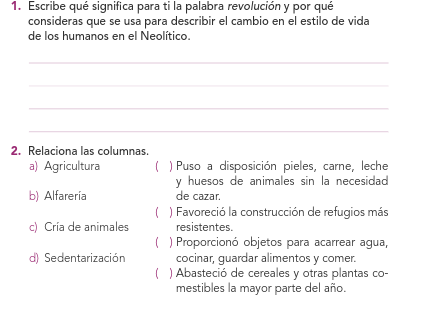 1. Escribe qué significa para ti la palabra revolución y por qué
consideras que se usa para describir el cambio en el estilo de vida
de los humanos en el Neolítico.
2. Relaciona las columnas.
a) Agricultura
b) Alfarería
c) Cría de animales
d) Sedentarización
( ) Puso a disposición pieles, carne, leche
y huesos de animales sin la necesidad
de cazar.
( ) Favoreció la construcción de refugios más
resistentes.
( ) Proporcionó objetos para acarrear agua,
cocinar, guardar alimentos y comer.
( ) Abasteció de cereales y otras plantas co-
mestibles la mayor parte del año.